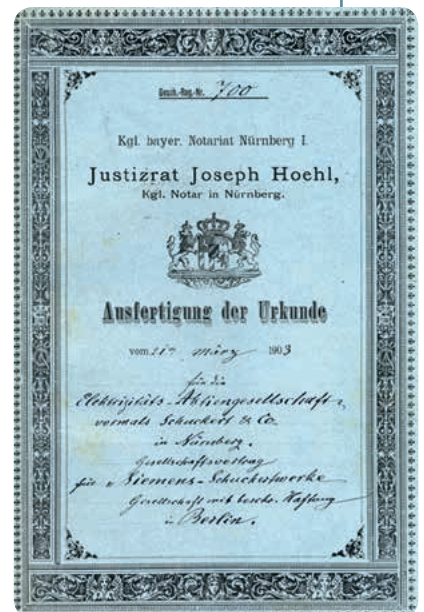 Gesch.-Reg.-Nr. 700
Kgl. bayer. Notariat Nürnberg I.
Justizrat Joseph Hoehl,
Kgl. Notar in Nürnberg.
Ausfertigung der Urkunde
vom 21ten März 1903
für die
Elektrizitäts-Aktiengesellschaft
vormals Schuckert & Co.
in Nürnberg.
Gesellschaftsvertrag
für „Siemens-Schuckertwerke
Gesellschaft mit beschr. Haftung
in Berlin.